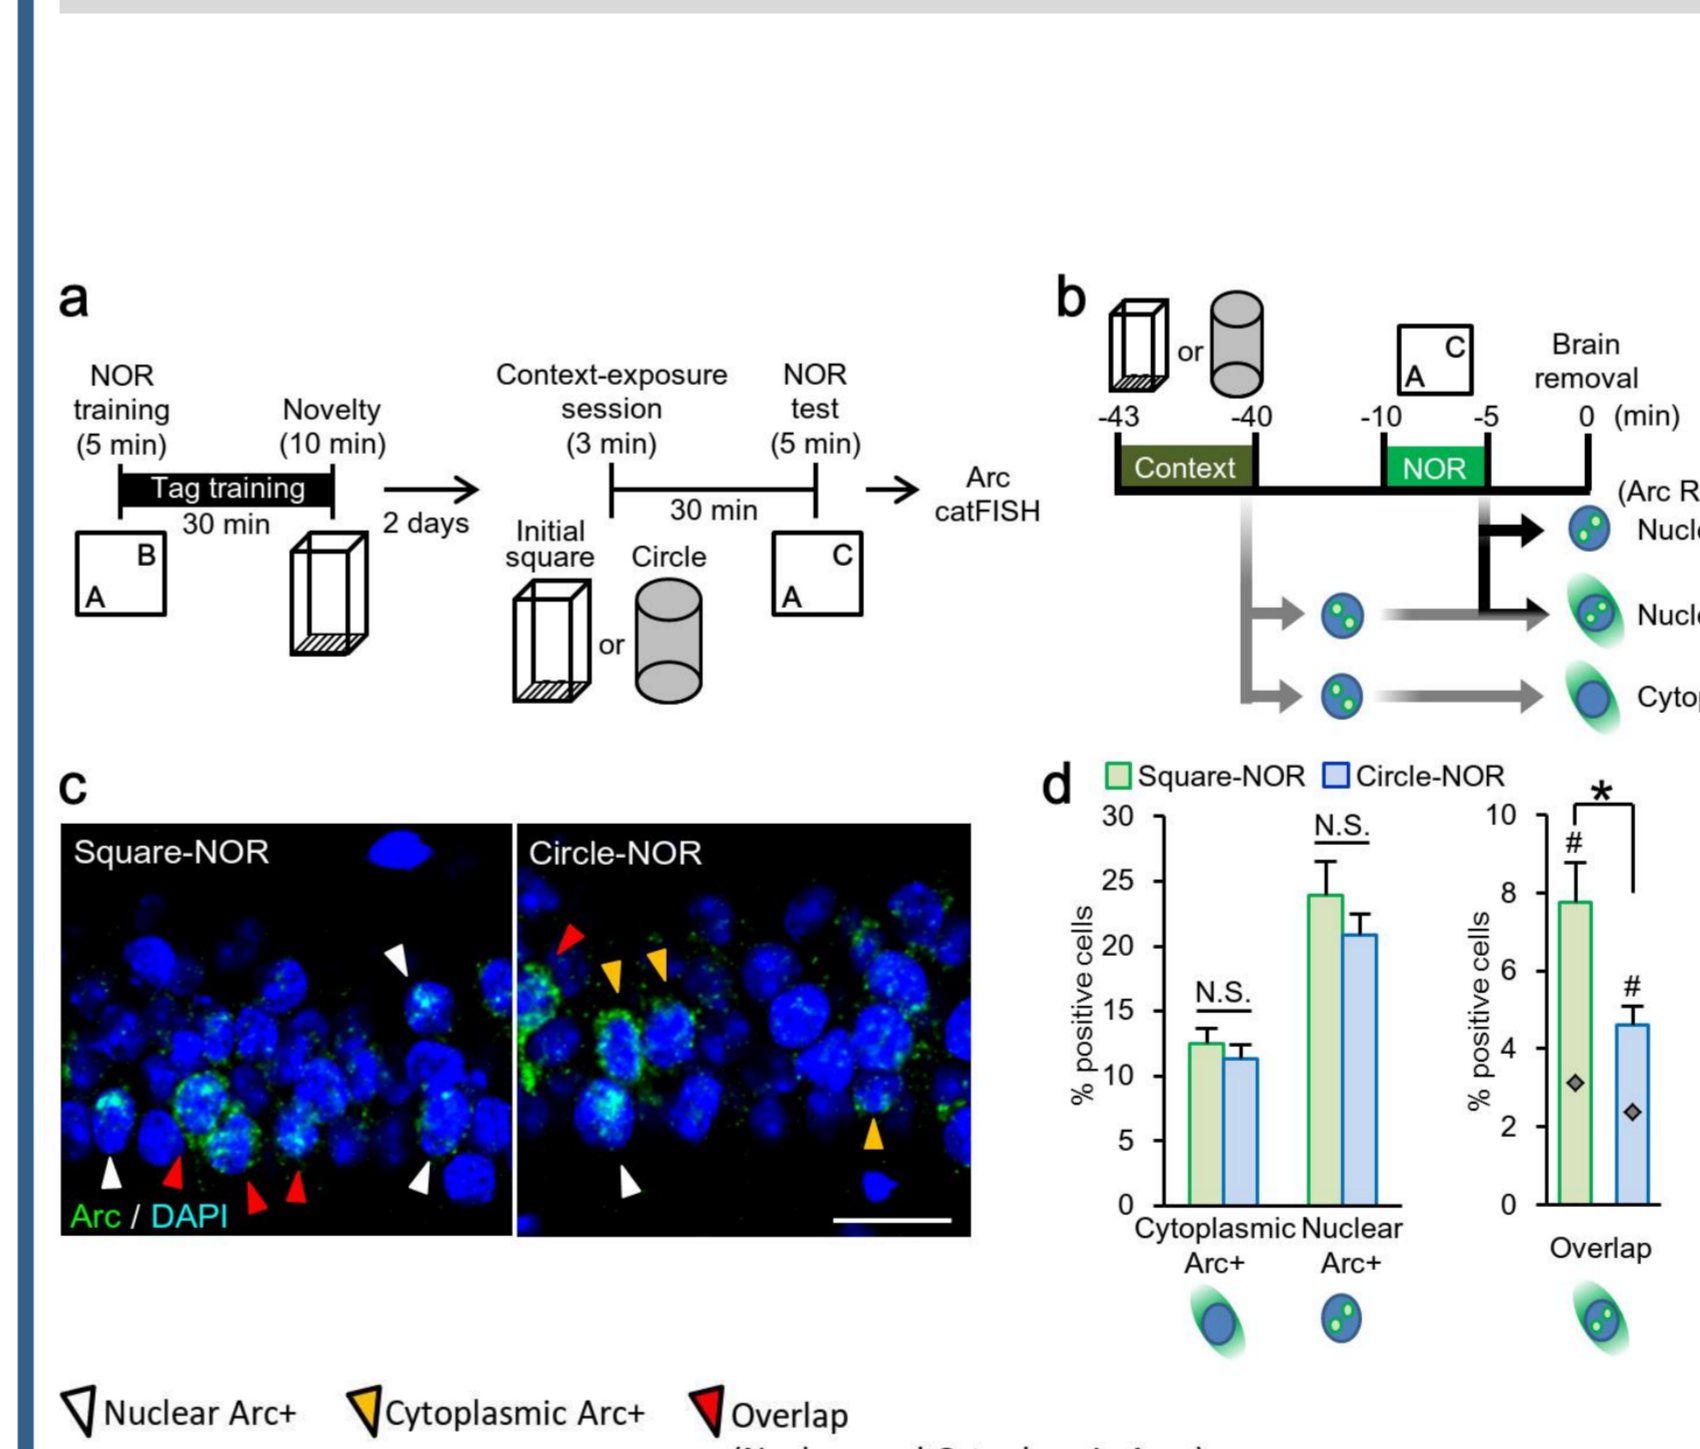 a
NOR
training
(5 min)
Novelty
(10 min)
Tag training
30 min
B
A
2 days
Context-exposure
session
(3 min)
NOR
test
(5 min)
30 min
Initial
square
or
Circle
C
A
Arc
catFISH
b
or
C
A
Brain
removal
-43
-40
-10
-5
0
(min)
Context
NOR
(Arc R
Nucl
Nucl
Cyto
c
Square-NOR
Circle-NOR
Arc / DAPI
d
Square-NOR
Circle-NOR
30
25
20
15
10
5
0
% positive cells
N.S.
N.S.
Cytoplasmic
Arc+
Nuclear
Arc+
10
8
6
4
2
0
% positive cells
*
#
#
Overlap
Nuclear Arc+
Cytoplasmic Arc+
Overlap